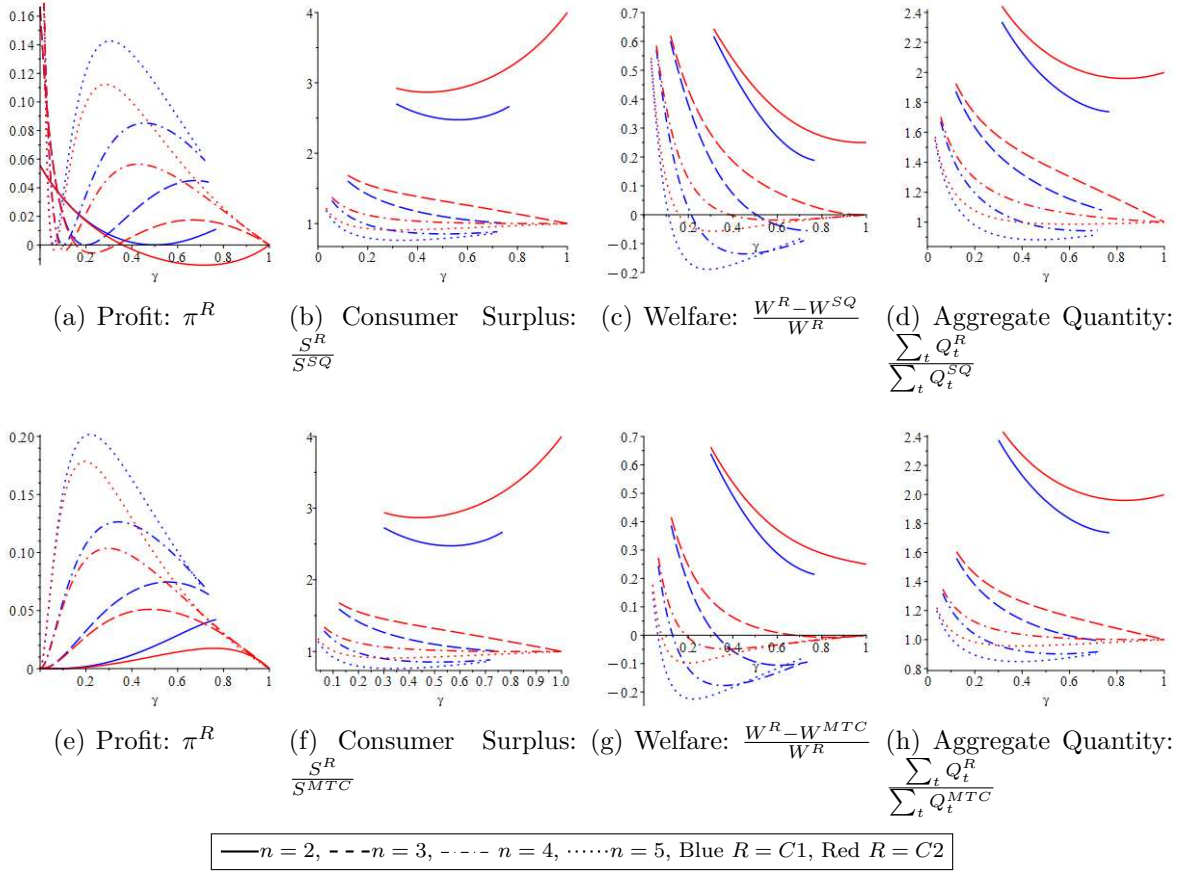 0.16
0.14
0.12
0.10
0.08
0.06
0.04
0.02
0
0.2 0.4 0.6 0.8 1
γ
4
3
2
1
0 0.2 0.4 0.6 0.8 1
γ
0.7
0.6
0.5
0.4
0.3
0.2
0.1
0
−0.1
−0.2
0.2 0.4 0.6 0.8 1
γ
2.4
2.2
2
1.8
1.6
1.4
1.2
1
0 0.2 0.4 0.6 0.8 1
γ
(a) Profit: π^R
(b) Consumer Surplus: S^R / S^{SQ}
(c) Welfare: (W^R − W^{SQ}) / W^R
(d) Aggregate Quantity: ∑_t Q_t^R / ∑_t Q_t^{SQ}
0.20
0.15
0.10
0.05
0
0.2 0.4 0.6 0.8 1
γ
4
3
2
1
0.1 0.2 0.3 0.4 0.5 0.6 0.7 0.8 0.9 1.0
γ
0.7
0.6
0.5
0.4
0.3
0.2
0.1
0
−0.1
−0.2
0.2 0.4 0.6 0.8 1
γ
2.4
2.2
2.0
1.8
1.6
1.4
1.2
1.0
0.8
0 0.2 0.4 0.6 0.8 1
γ
(e) Profit: π^R
(f) Consumer Surplus: S^R / S^{MTC}
(g) Welfare: (W^R − W^{MTC}) / W^R
(h) Aggregate Quantity: ∑_t Q_t^R / ∑_t Q_t^{MTC}
n = 2, n = 3, n = 4, n = 5, Blue R = C1, Red R = C2